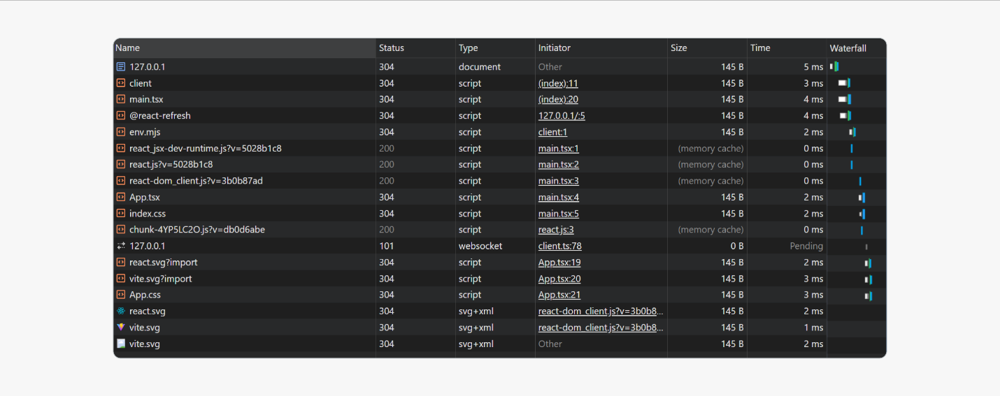 Name Status Type Initiator Size Time Waterfall
127.0.0.1 304 document Other 145 B 5 ms
client 304 script (index):11 145 B 3 ms
main.tsx 304 script (index):20 145 B 4 ms
@react-refresh 304 script 127.0.0.1/:5 145 B 4 ms
env.mjs 304 script client:1 145 B 2 ms
react_jsx-dev-runtime.js?v=5028b1c8 200 script main.tsx:1 (memory cache) 0 ms
react.js?v=5028b1c8 200 script main.tsx:2 (memory cache) 0 ms
react-dom_client.js?v=3b0b87ad 200 script main.tsx:3 (memory cache) 0 ms
App.tsx 304 script main.tsx:4 145 B 2 ms
index.css 304 script main.tsx:5 145 B 2 ms
chunk-4YP5LC2O.js?v=db0d6abe 200 script react.js:3 (memory cache) 0 ms
127.0.0.1 101 websocket client.ts:78 0 B Pending
react.svg?import 304 script App.tsx:19 145 B 2 ms
vite.svg?import 304 script App.tsx:20 145 B 3 ms
App.css 304 script App.tsx:21 145 B 3 ms
react.svg 304 svg+xml react-dom_client.js?v=3b0b8... 145 B 2 ms
vite.svg 304 svg+xml react-dom_client.js?v=3b0b8... 145 B 1 ms
vite.svg 304 svg+xml Other 145 B 2 ms